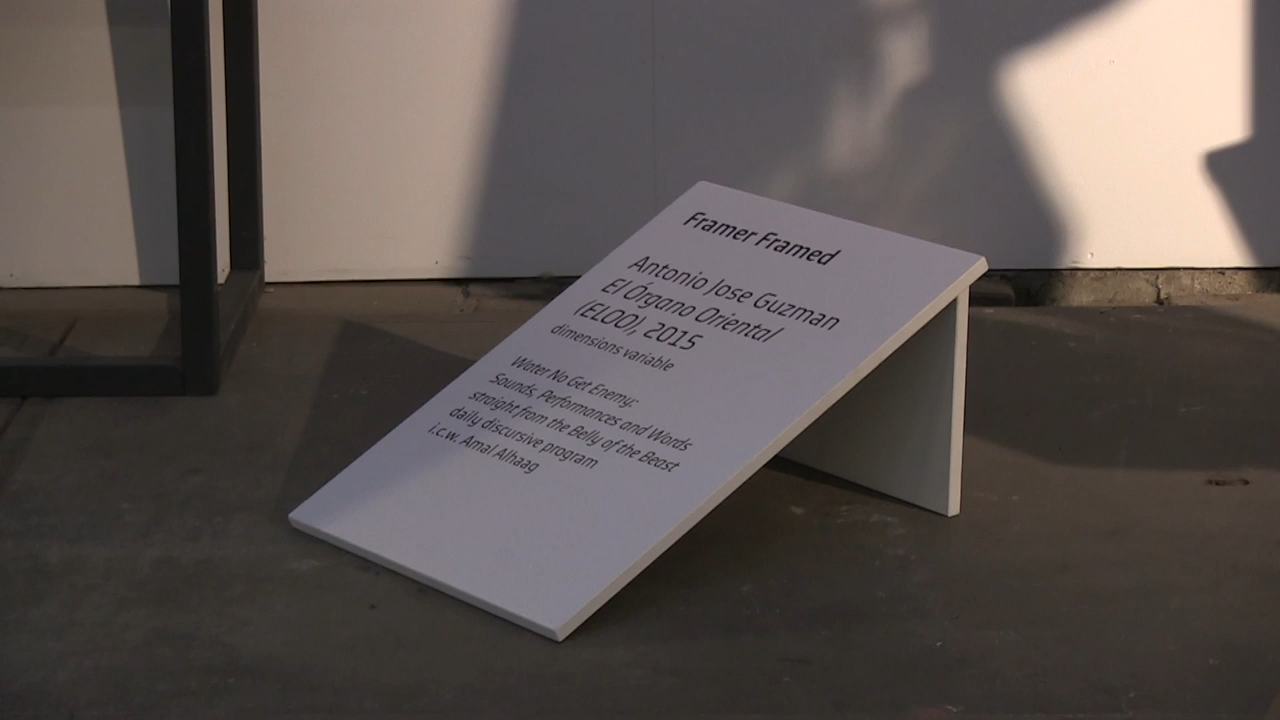 Framer Framed
Antonio Jose Guzman
El Órgano Oriental
(ELOO), 2015
dimensions variable
Water No Get Enemy:
Sounds, Performances and Words
straight from the Belly of the Beast
daily discursive program
i.c.w. Amal Alhaag